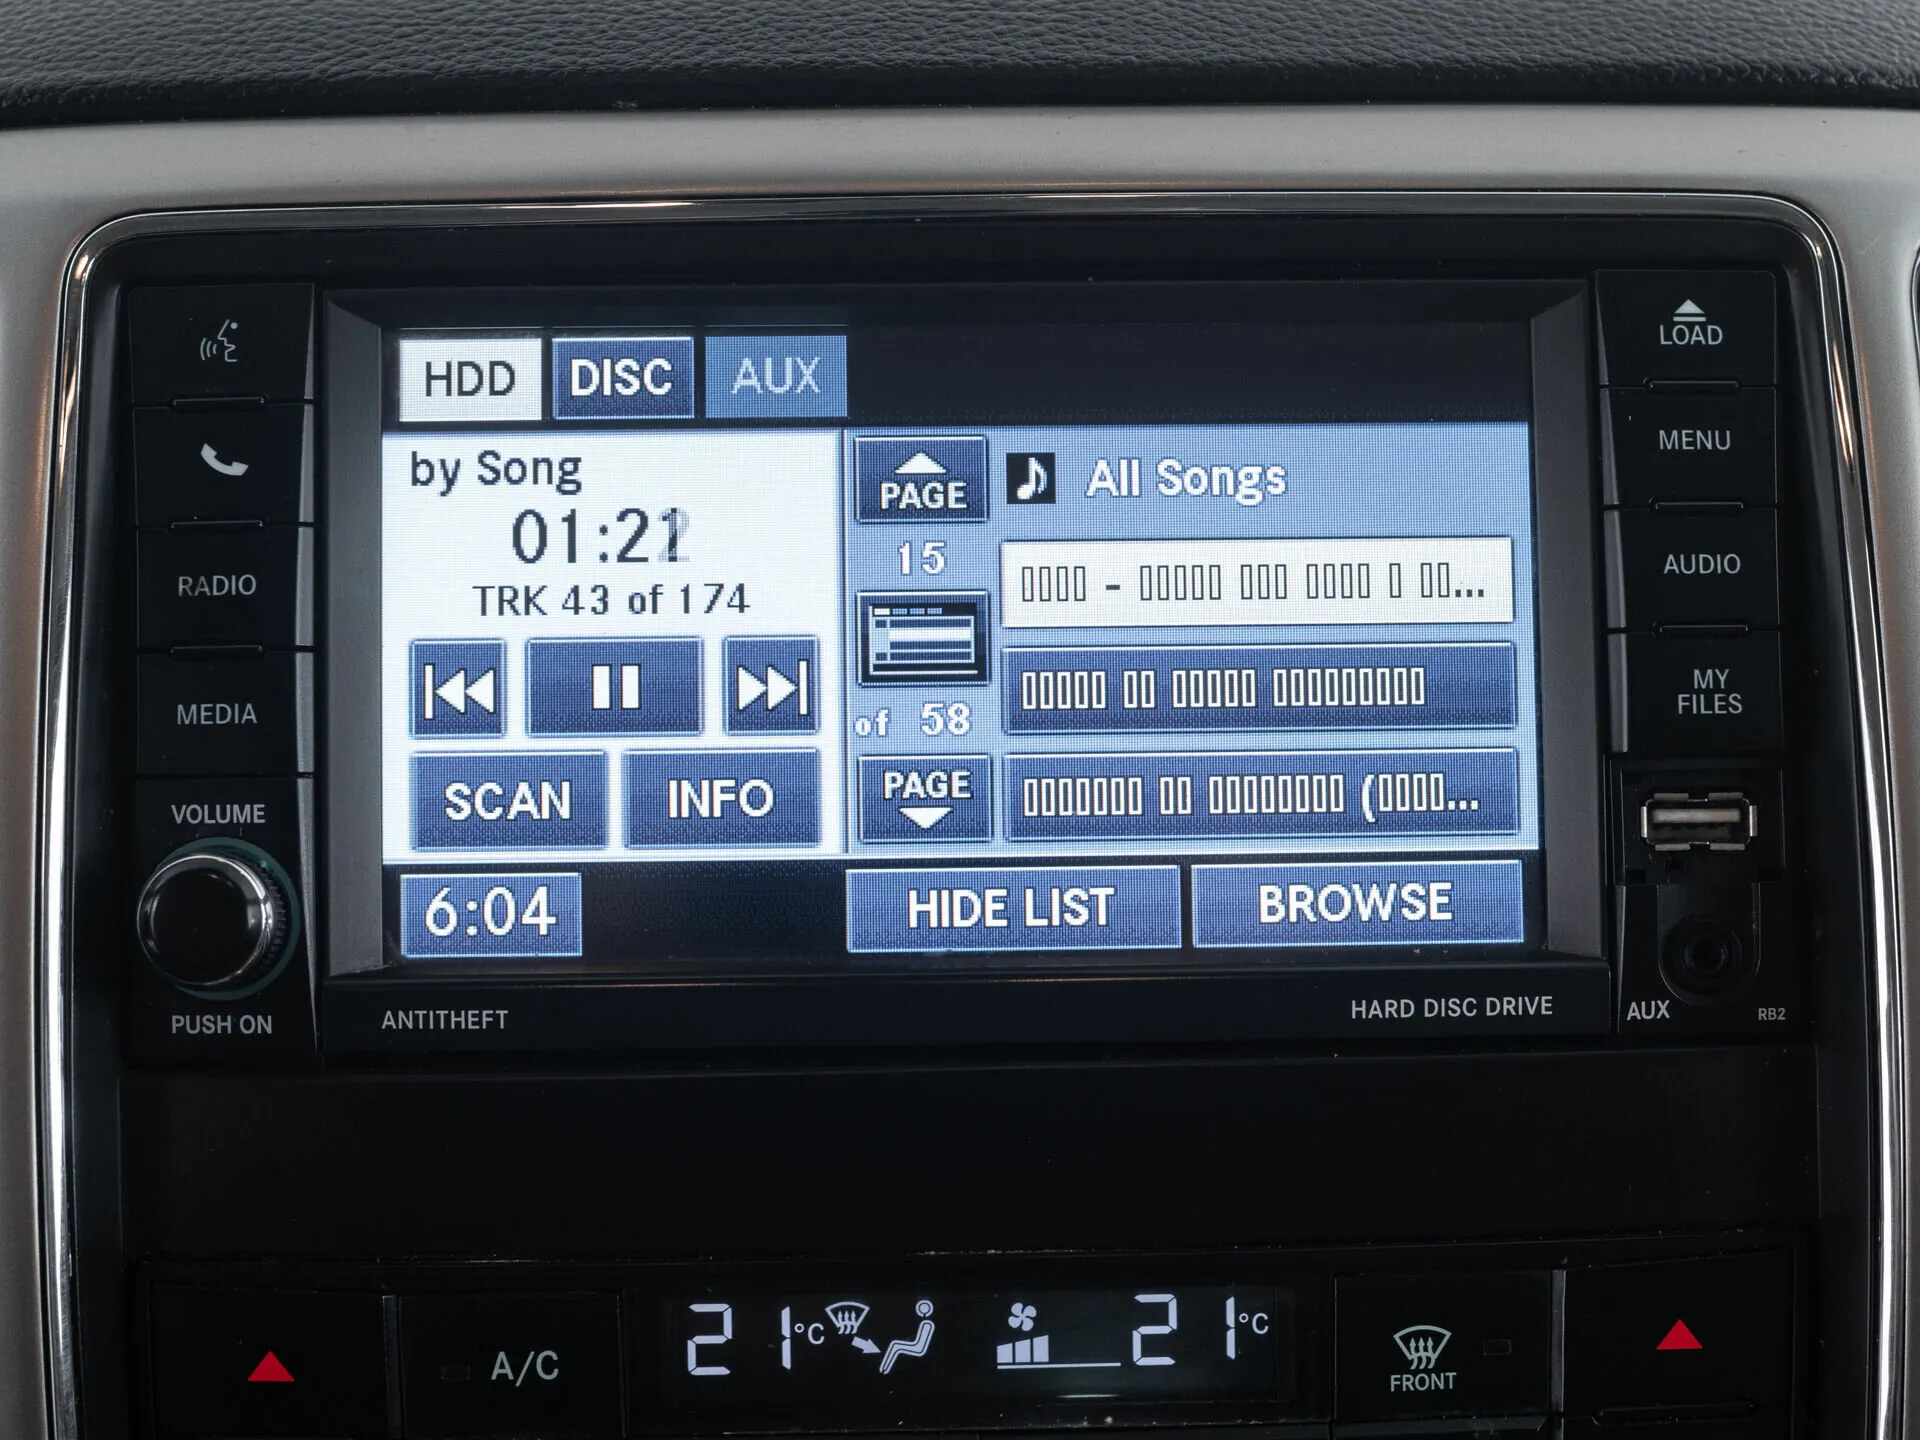 HDD DISC AUX
by Song
01:2
TRK 43 of 174
SCAN INFO
6:04
PAGE
15
of 58
PAGE
All Songs
HIDE LIST BROWSE
RADIO
MEDIA
VOLUME
PUSH ON
ANTITHEFT
HARD DISC DRIVE
LOAD
MENU
AUDIO
MY
FILES
AUX
RB2
A/C
21°C
21°C
FRONT